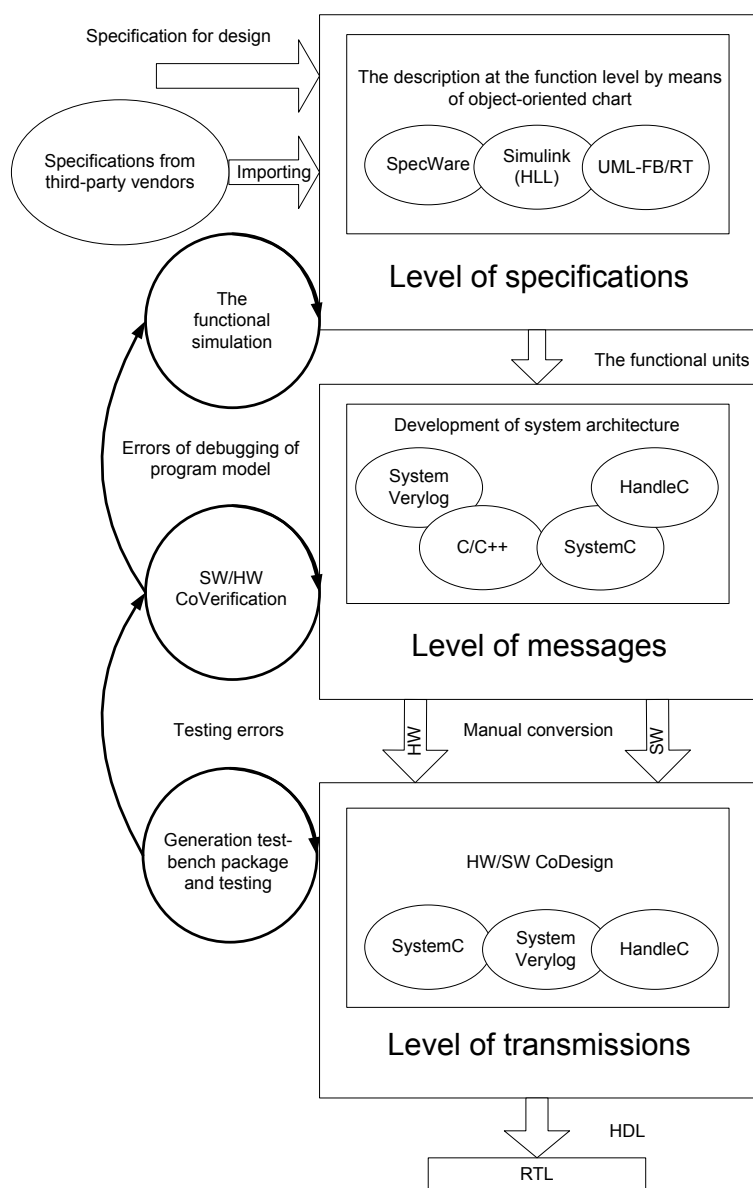 Specification for design
The description at the function level by means
of object-oriented chart
Specifications from
third-party vendors
Importing
SpecWare
Simulink
(HLL)
UML-FB/RT
Level of specifications
The
functional
simulation
The functional units
Development of system architecture
Errors of debugging of
program model
System
Verylog
HandleC
C/C++
SystemC
SW/HW
CoVerification
Level of messages
Testing errors
HW
Manual conversion
SW
Generation test-
bench package
and testing
HW/SW CoDesign
SystemC
System
Verylog
HandleC
Level of transmissions
HDL
RTL